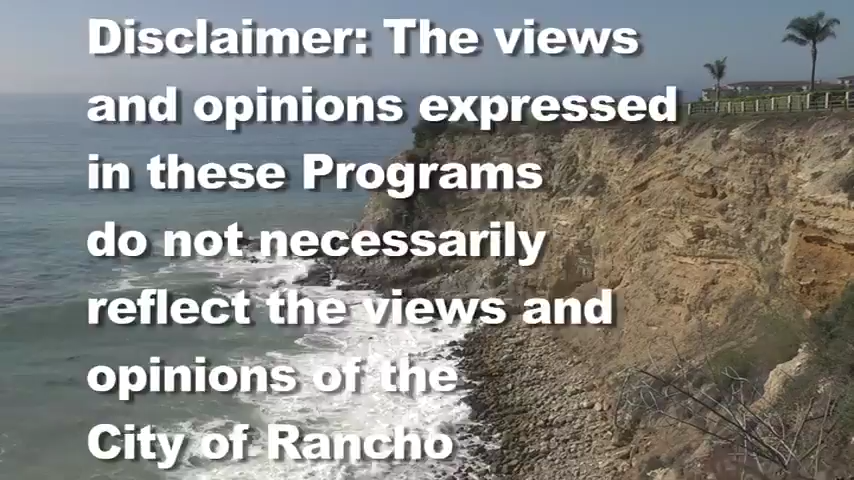 Disclaimer: The views
and opinions expressed
in these Programs
do not necessarily
reflect the views and
opinions of the
City of Rancho